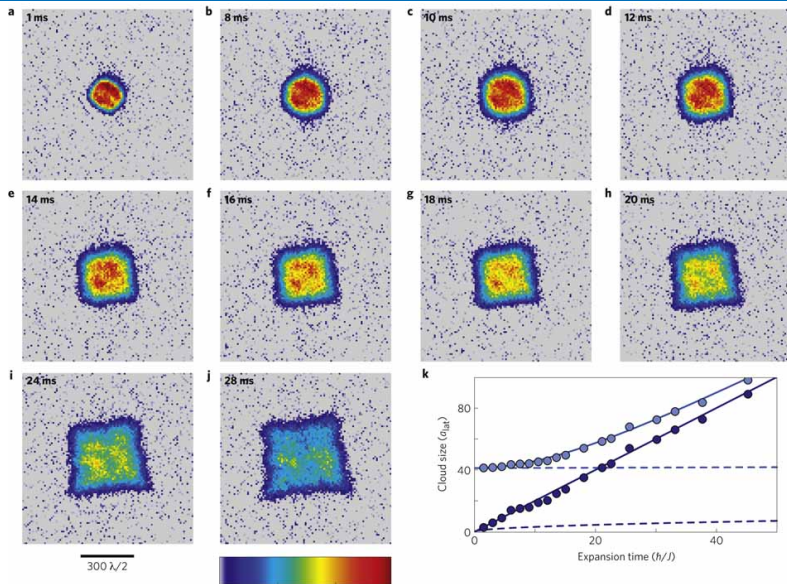 a 1 ms
b 8 ms
c 10 ms
d 12 ms
e 14 ms
f 16 ms
g 18 ms
h 20 ms
i 24 ms
j 28 ms
k
80
40
0
Cloud size (a_lat)
0 20 40
Expansion time (ℏ/J)
300 λ/2